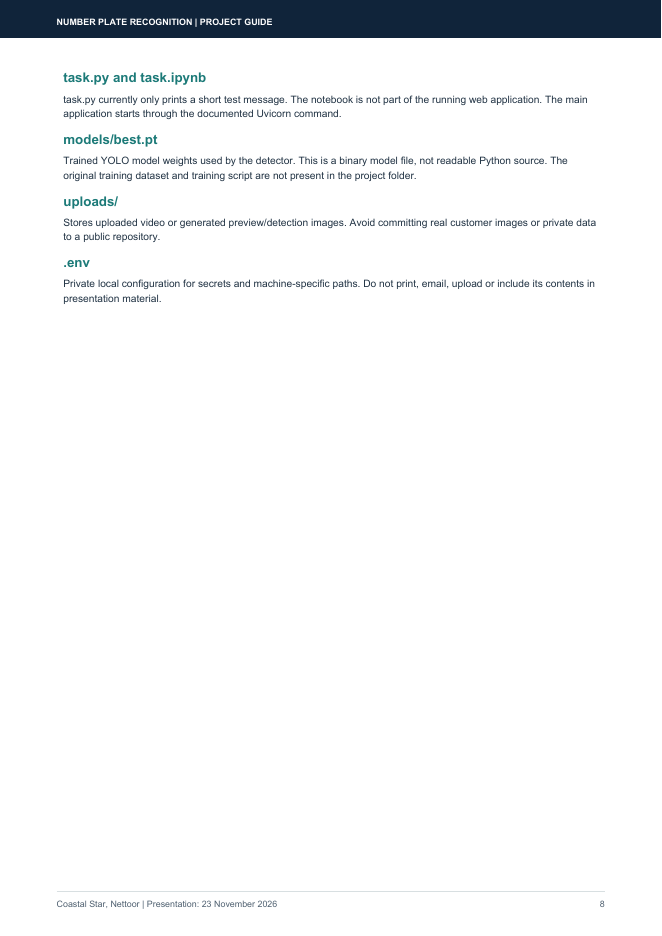 NUMBER PLATE RECOGNITION | PROJECT GUIDE
task.py and task.ipynb
task.py currently only prints a short test message. The notebook is not part of the running web application. The main
application starts through the documented Uvicorn command.
models/best.pt
Trained YOLO model weights used by the detector. This is a binary model file, not readable Python source. The
original training dataset and training script are not present in the project folder.
uploads/
Stores uploaded video or generated preview/detection images. Avoid committing real customer images or private data
to a public repository.
.env
Private local configuration for secrets and machine-specific paths. Do not print, email, upload or include its contents in
presentation material.
Coastal Star, Nettoor | Presentation: 23 November 2026
8